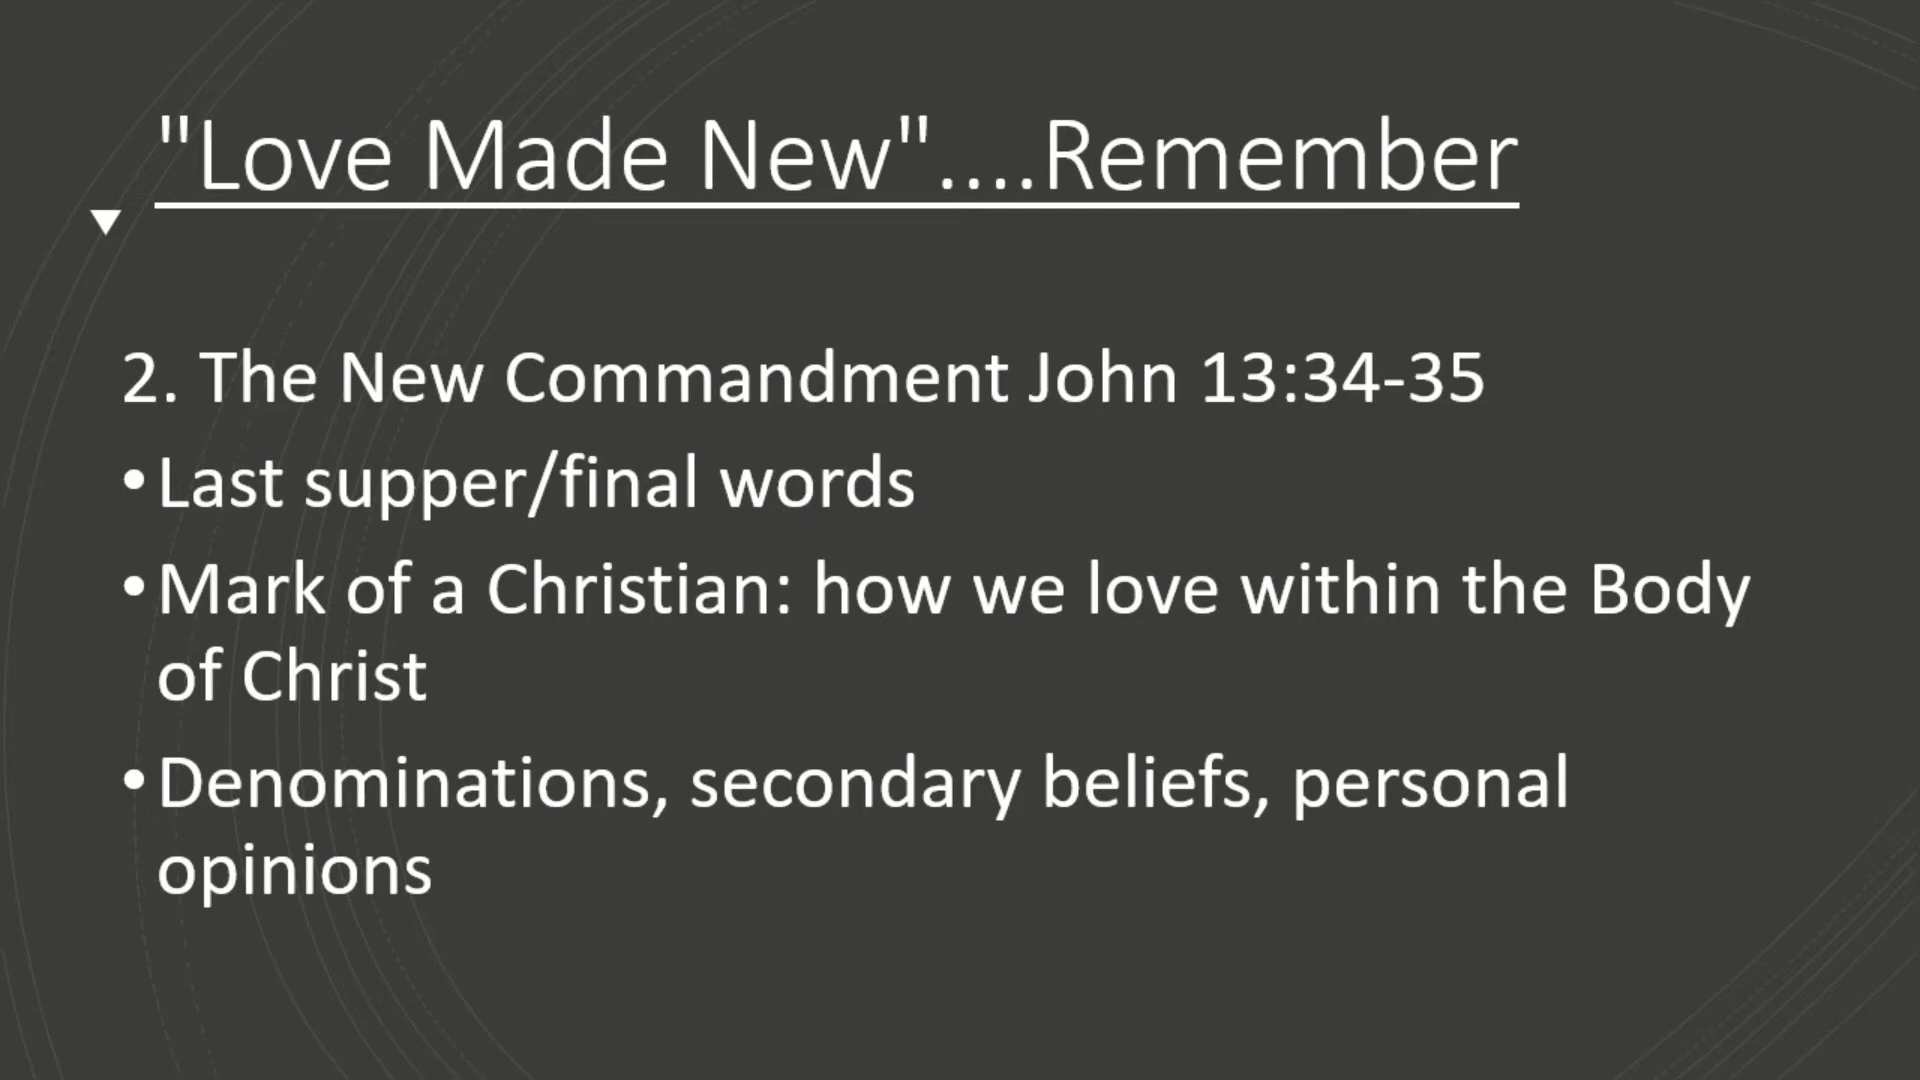 "Love Made New"....Remember
2. The New Commandment John 13:34-35
•Last supper/final words
•Mark of a Christian: how we love within the Body
of Christ
•Denominations, secondary beliefs, personal
opinions